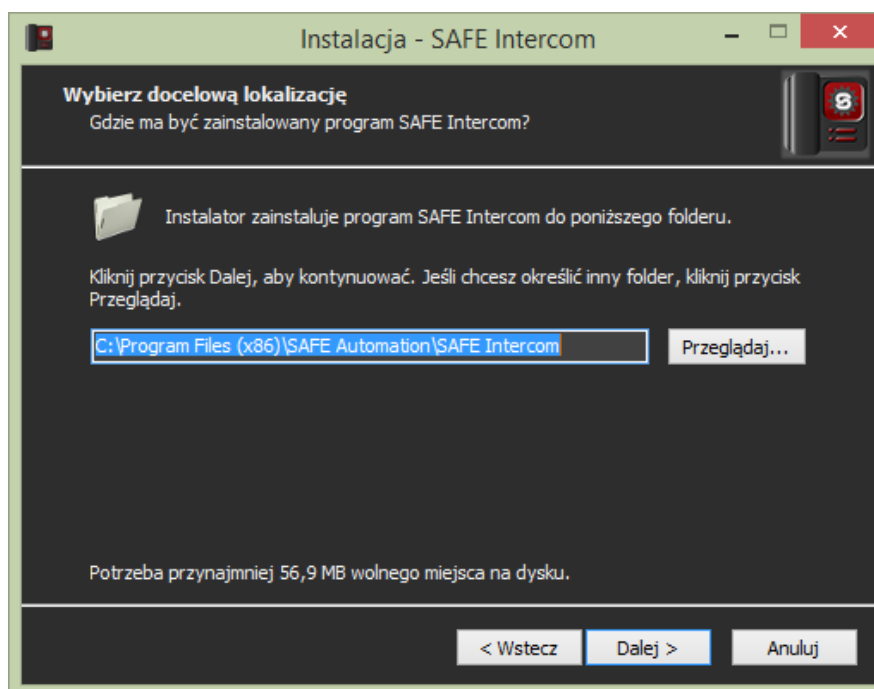 Instalacja - SAFE Intercom
Wybierz docelową lokalizację
Gdzie ma być zainstalowany program SAFE Intercom?
S
Instalator zainstaluje program SAFE Intercom do poniższego folderu.
Kliknij przycisk Dalej, aby kontynuować. Jeśli chcesz określić inny folder, kliknij przycisk
Przeglądaj.
C:\Program Files (x86)\SAFE Automation\SAFE Intercom
Przeglądaj...
Potrzeba przynajmniej 56,9 MB wolnego miejsca na dysku.
< Wstecz
Dalej >
Anuluj